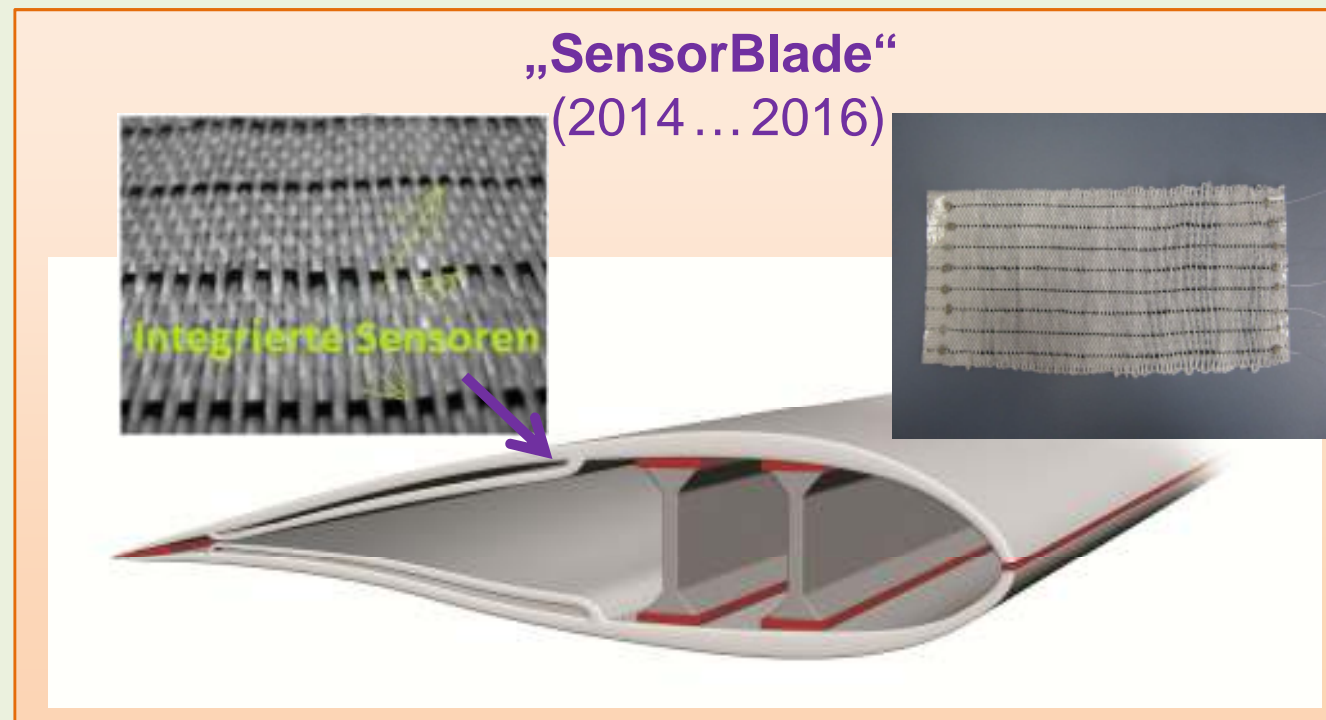 „SensorBlade“
(2014 … 2016)
Integrierte Sensoren